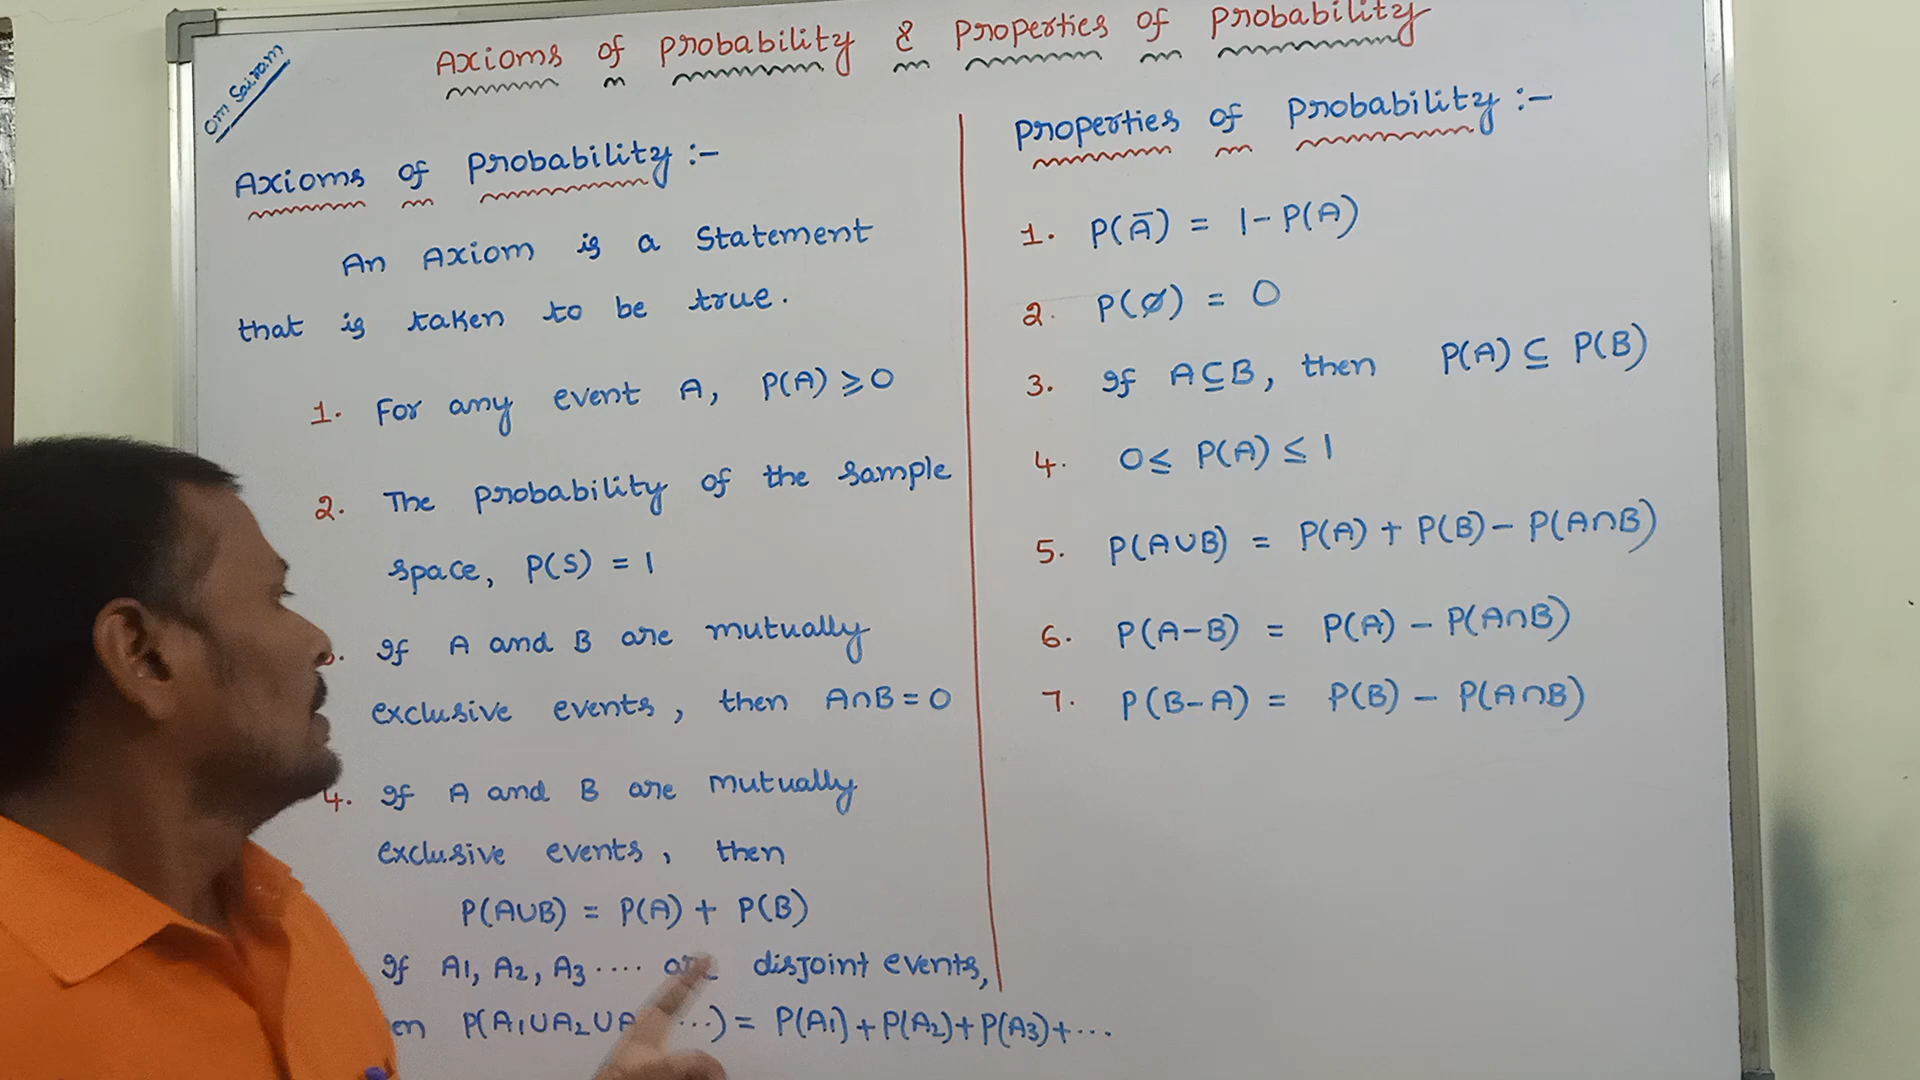 Om Sairam
Axioms of probability & Properties of probability
Axioms of probability :-
An Axiom is a Statement
that is taken to be true.
1. For any event A, P(A) ⩾ 0
2. The probability of the sample
space, P(S) = 1
3. If A and B are mutually
exclusive events, then A∩B = 0
4. If A and B are mutually
exclusive events, then
P(A∪B) = P(A) + P(B)
If A1, A2, A3 .... are disjoint events,
P(A1∪A2∪A ...) = P(A1) + P(A2) + P(A3) + ...
Properties of probability :-
1. P(Ā) = 1 - P(A)
2. P(∅) = 0
3. If A⊆B, then P(A) ⊆ P(B)
4. 0 ≤ P(A) ≤ 1
5. P(A∪B) = P(A) + P(B) - P(A∩B)
6. P(A-B) = P(A) - P(A∩B)
7. P(B-A) = P(B) - P(A∩B)